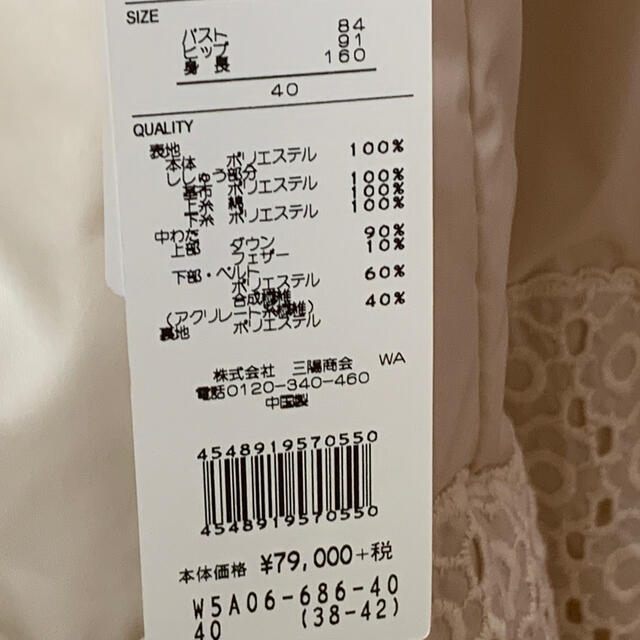 SIZE
バスト 84
ヒップ 91
身長 160
40
QUALITY
表地
本体 ポリエステル 100%
ししゅう部分
基布 ポリエステル 100%
上糸 綿 100%
下糸 ポリエステル 100%
中わた
上部 ダウン 90%
フェザー 10%
下部・ベルト
ポリエステル 60%
合成繊維
(アクリレート系繊維) 40%
裏地 ポリエステル
株式会社 三陽商会 WA
電話0120-340-460
中国製
4548919570550
4548919570550
本体価格 ¥79,000+税
W5A06-686-40
40 (38-42)